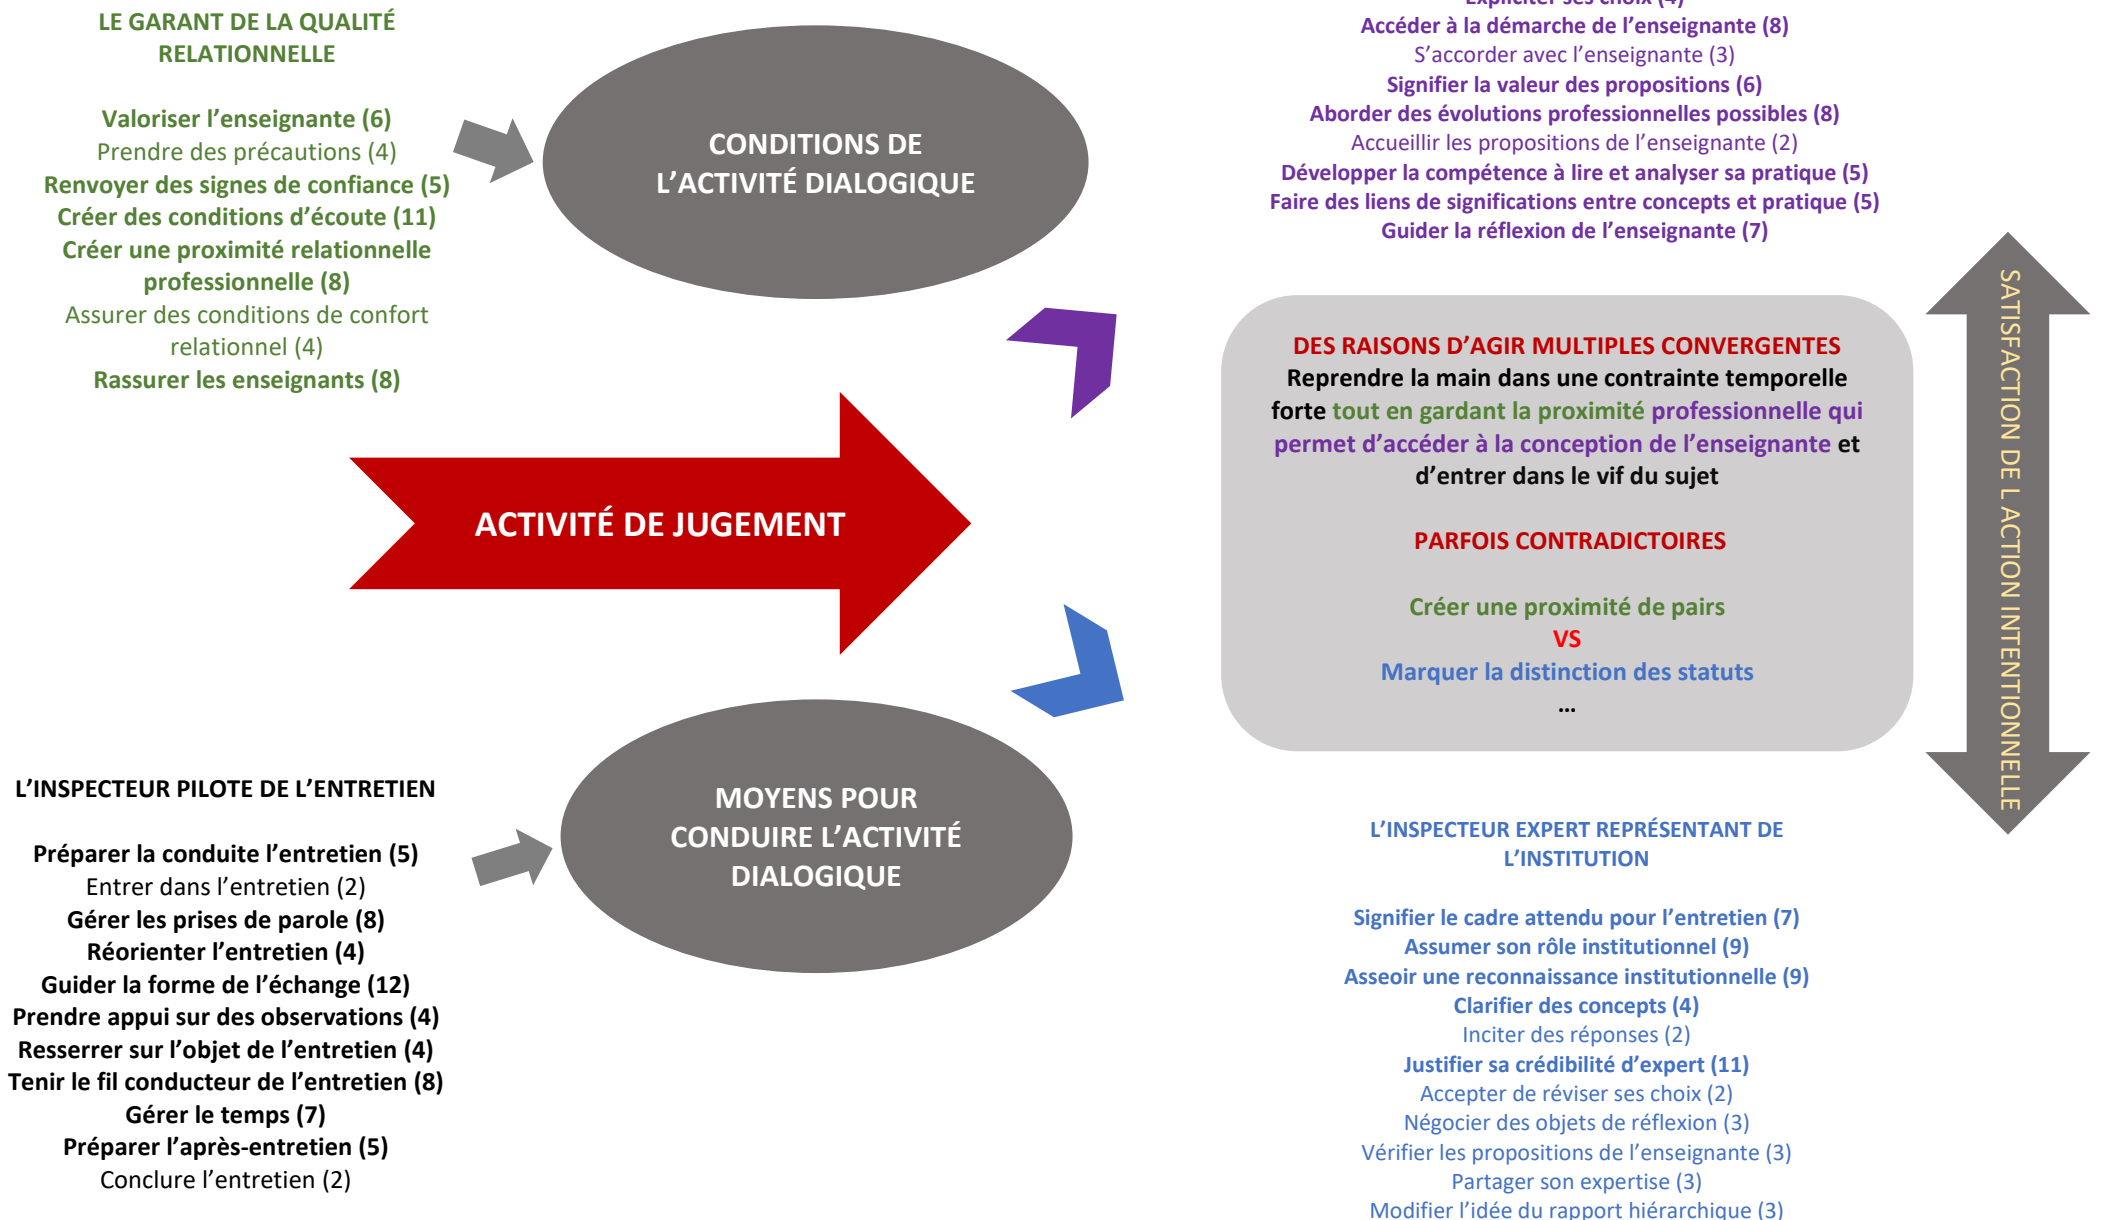 LE GARANT DE LA QUALITÉ
RELATIONNELLE
Valoriser l’enseignante (6)
Prendre des précautions (4)
Renvoyer des signes de confiance (5)
Créer des conditions d’écoute (11)
Créer une proximité relationnelle
professionnelle (8)
Assurer des conditions de confort
relationnel (4)
Rassurer les enseignants (8)
CONDITIONS DE
L’ACTIVITÉ DIALOGIQUE
Expliciter ses choix (4)
Accéder à la démarche de l’enseignante (8)
S’accorder avec l’enseignante (3)
Signifier la valeur des propositions (6)
Aborder des évolutions professionnelles possibles (8)
Accueillir les propositions de l’enseignante (2)
Développer la compétence à lire et analyser sa pratique (5)
Faire des liens de significations entre concepts et pratique (5)
Guider la réflexion de l’enseignante (7)
ACTIVITÉ DE JUGEMENT
DES RAISONS D’AGIR MULTIPLES CONVERGENTES
Reprendre la main dans une contrainte temporelle
forte tout en gardant la proximité professionnelle qui
permet d’accéder à la conception de l’enseignante et
d’entrer dans le vif du sujet
PARFOIS CONTRADICTOIRES
Créer une proximité de pairs
VS
Marquer la distinction des statuts
…
SATISFACTION DE L ACTION INTENTIONNELLE
L’INSPECTEUR PILOTE DE L’ENTRETIEN
Préparer la conduite l’entretien (5)
Entrer dans l’entretien (2)
Gérer les prises de parole (8)
Réorienter l’entretien (4)
Guider la forme de l’échange (12)
Prendre appui sur des observations (4)
Resserrer sur l’objet de l’entretien (4)
Tenir le fil conducteur de l’entretien (8)
Gérer le temps (7)
Préparer l’après-entretien (5)
Conclure l’entretien (2)
MOYENS POUR
CONDUIRE L’ACTIVITÉ
DIALOGIQUE
L’INSPECTEUR EXPERT REPRÉSENTANT DE
L’INSTITUTION
Signifier le cadre attendu pour l’entretien (7)
Assumer son rôle institutionnel (9)
Asseoir une reconnaissance institutionnelle (9)
Clarifier des concepts (4)
Inciter des réponses (2)
Justifier sa crédibilité d’expert (11)
Accepter de réviser ses choix (2)
Négocier des objets de réflexion (3)
Vérifier les propositions de l’enseignante (3)
Partager son expertise (3)
Modifier l’idée du rapport hiérarchique (3)